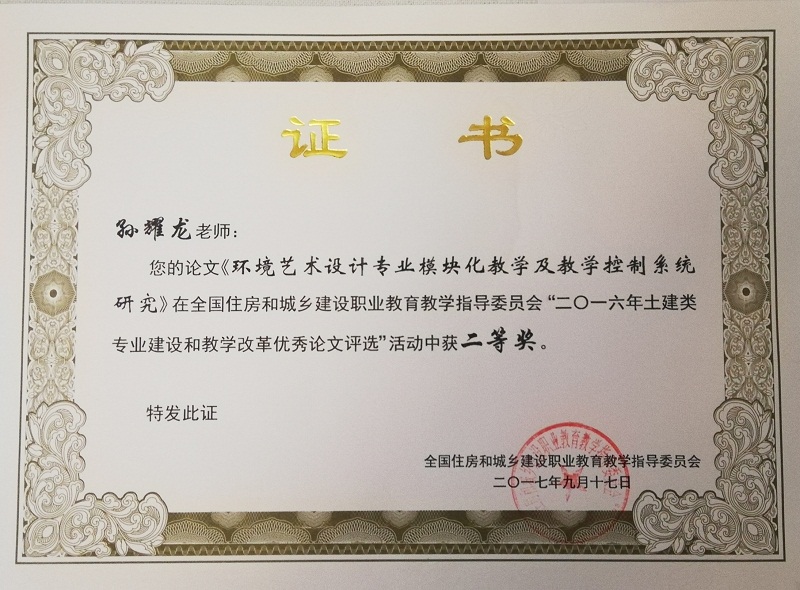 证 书
孙耀龙老师：
您的论文《环境艺术设计专业模块化教学及教学控制系统
研究》在全国住房和城乡建设职业教育教学指导委员会“二〇一六年土建类
专业建设和教学改革优秀论文评选”活动中获二等奖。
特发此证
全国住房和城乡建设职业教育教学指导委员会
二〇一七年九月十七日